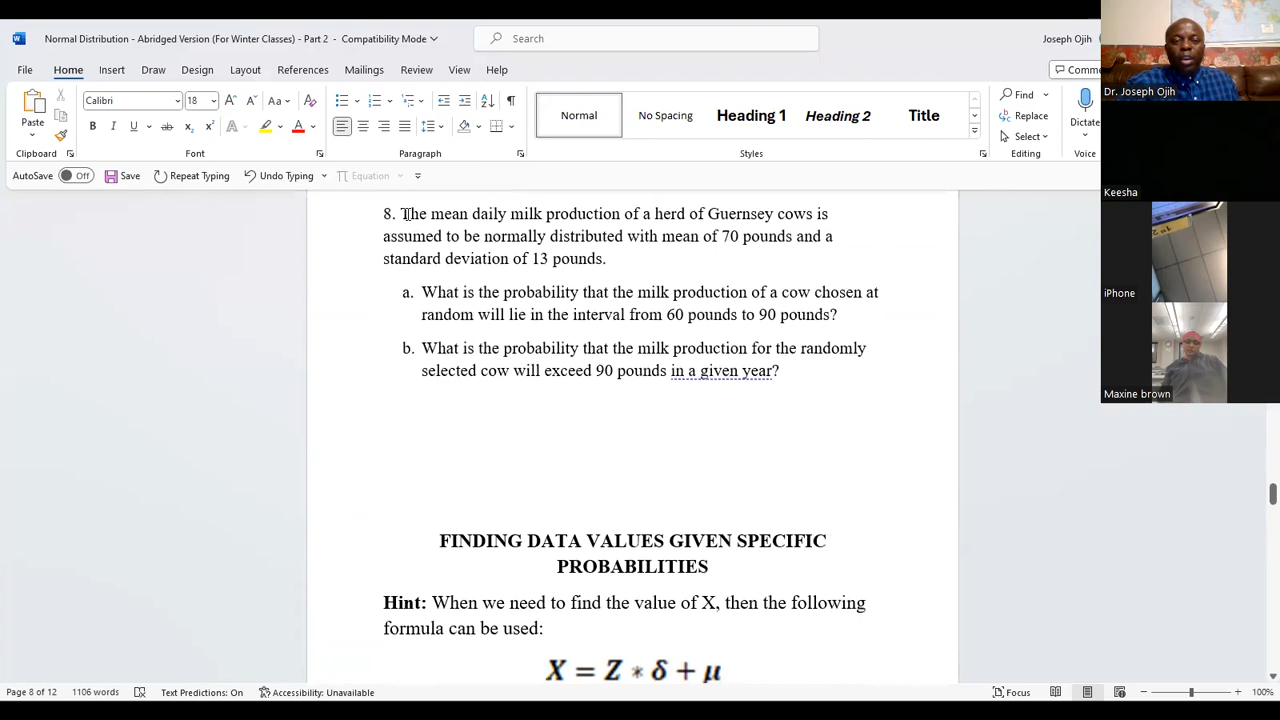 Normal Distribution - Abridged Version (For Winter Classes) - Part 2 - Compatibility Mode
Search
Joseph Ojih
File Home Insert Draw Design Layout References Mailings Review View Help
Comme
Paste
Calibri 18
Normal
No Spacing
Heading 1
Heading 2
Title
Find
Replace
Select
Dictate
Clipboard Font Paragraph Styles Editing Voice
AutoSave Off Save Repeat Typing Undo Typing Equation
8. The mean daily milk production of a herd of Guernsey cows is
assumed to be normally distributed with mean of 70 pounds and a
standard deviation of 13 pounds.
a. What is the probability that the milk production of a cow chosen at
random will lie in the interval from 60 pounds to 90 pounds?
b. What is the probability that the milk production for the randomly
selected cow will exceed 90 pounds in a given year?
FINDING DATA VALUES GIVEN SPECIFIC
PROBABILITIES
Hint: When we need to find the value of X, then the following
formula can be used:
X = Z * δ + μ
Page 8 of 12 1106 words Text Predictions: On Accessibility: Unavailable Focus 100%
Dr. Joseph Ojih
Keesha
iPhone
Maxine brown